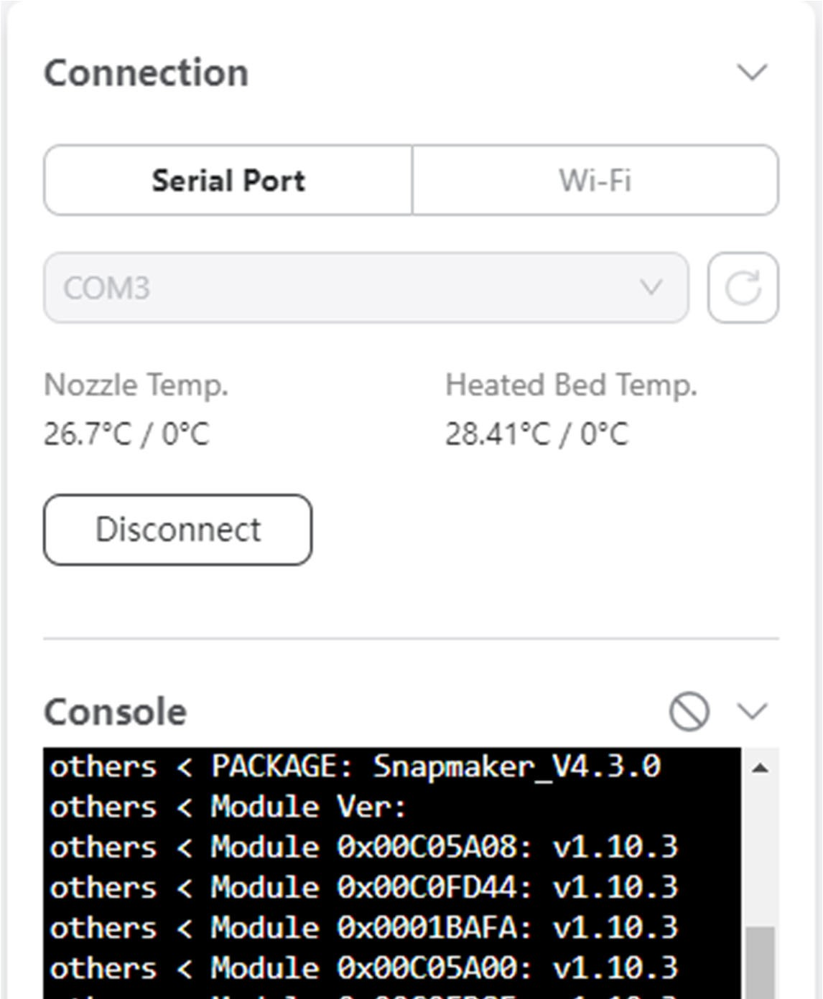 Connection
Serial Port Wi-Fi
COM3
Nozzle Temp. Heated Bed Temp.
26.7°C / 0°C 28.41°C / 0°C
Disconnect
Console
others < PACKAGE: Snapmaker_V4.3.0
others < Module Ver:
others < Module 0x00C05A08: v1.10.3
others < Module 0x00C0FD44: v1.10.3
others < Module 0x0001BAFA: v1.10.3
others < Module 0x00C05A00: v1.10.3